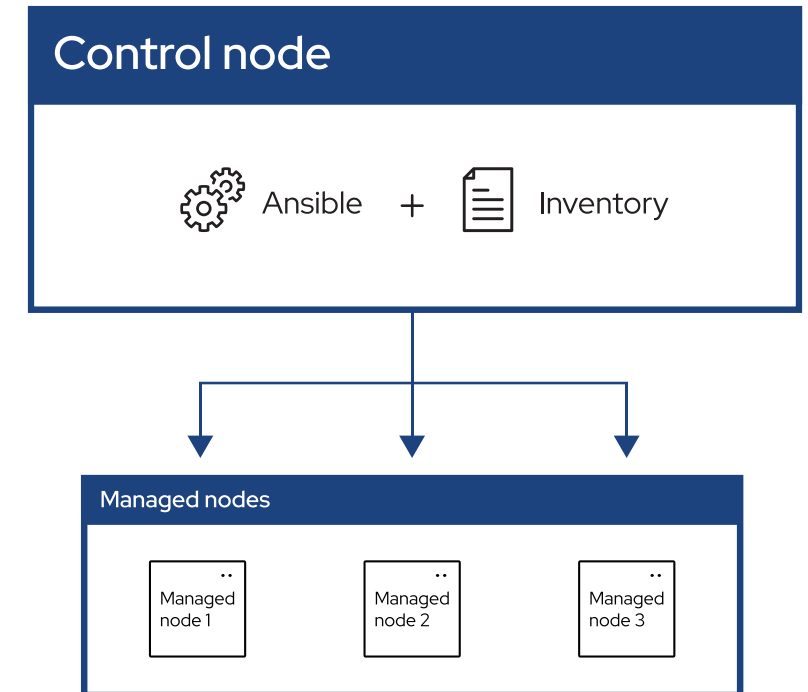 Control node
Ansible + Inventory
Managed nodes
Managed Managed Managed
node 1 node 2 node 3